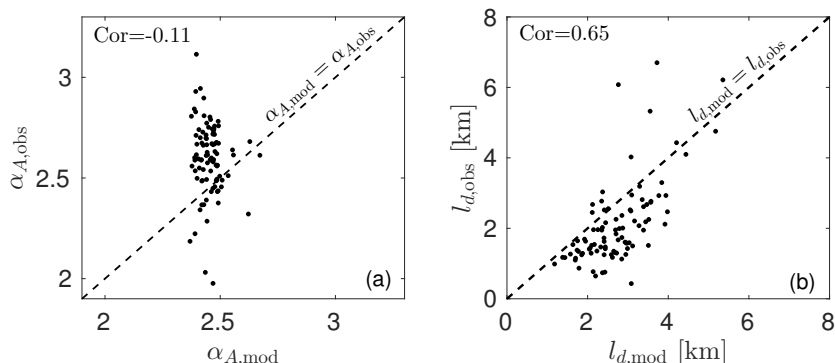 Cor=-0.11
α_{A,mod} = α_{A,obs}
3
2.5
2
α_{A,obs}
2
2.5
3
α_{A,mod}
(a)
Cor=0.65
l_{d,mod} = l_{d,obs}
8
6
4
2
0
l_{d,obs} [km]
0
2
4
6
8
l_{d,mod} [km]
(b)